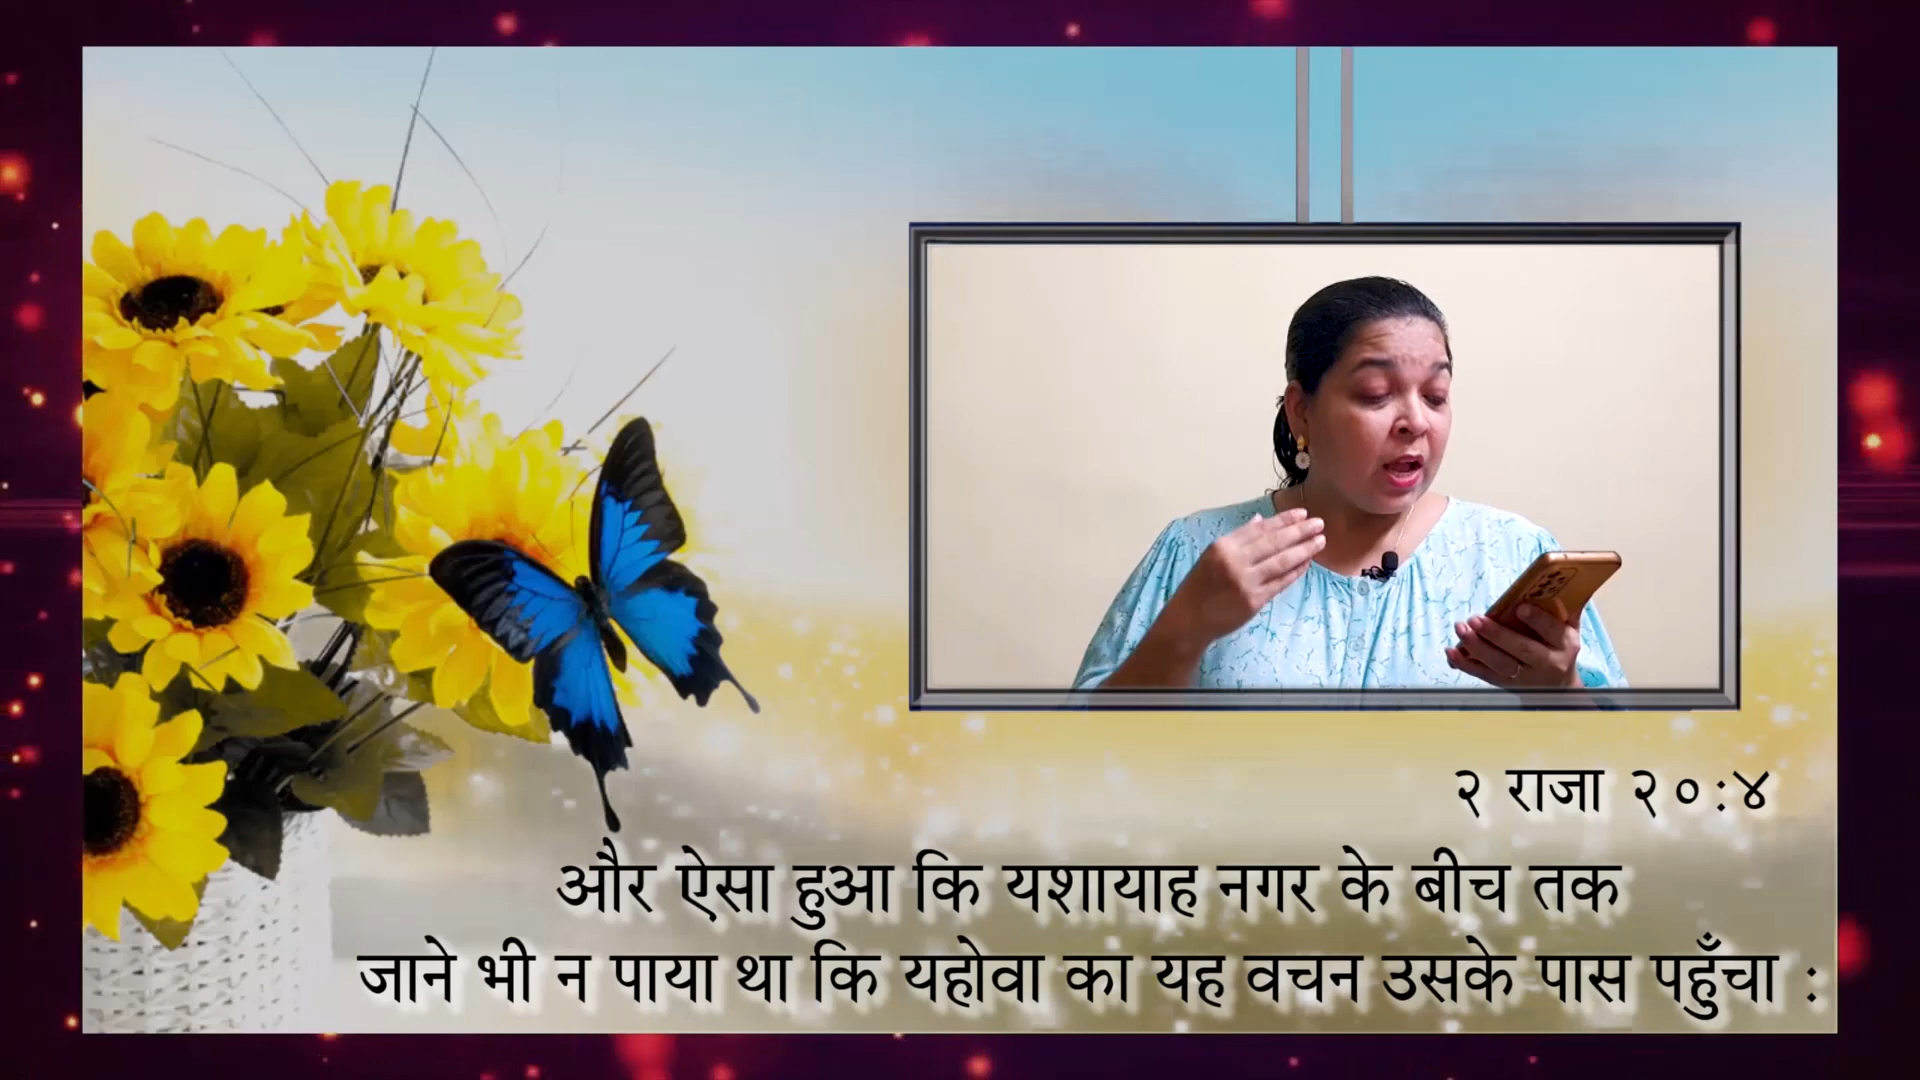 २ राजा २०:४
और ऐसा हुआ कि यशायाह नगर के बीच तक
जाने भी न पाया था कि यहोवा का यह वचन उसके पास पहुँचा :